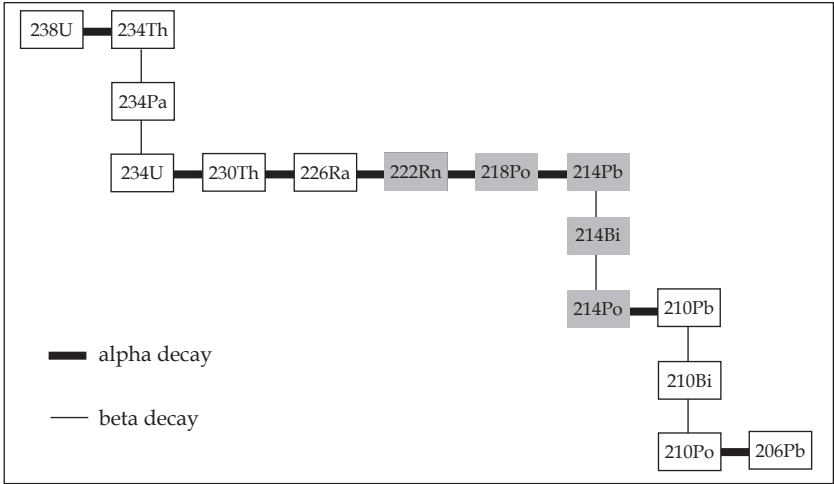 238U 234Th
234Pa
234U 230Th 226Ra 222Rn 218Po 214Pb
214Bi
214Po 210Pb
alpha decay
210Bi
beta decay
210Po 206Pb